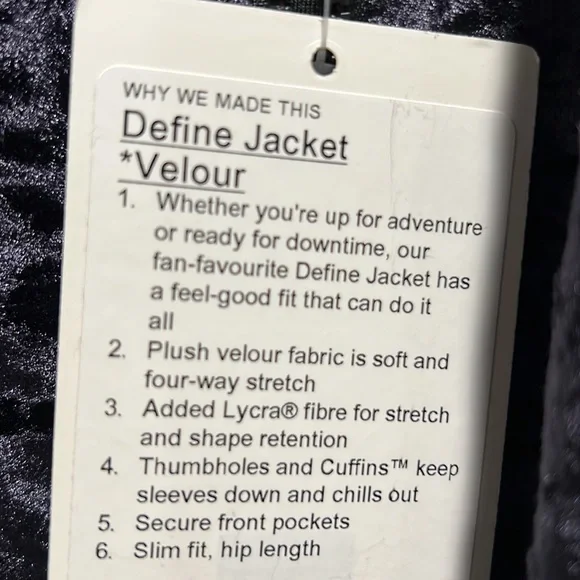 WHY WE MADE THIS
Define Jacket
*Velour
1. Whether you're up for adventure
or ready for downtime, our
fan-favourite Define Jacket has
a feel-good fit that can do it
all
2. Plush velour fabric is soft and
four-way stretch
3. Added Lycra® fibre for stretch
and shape retention
4. Thumbholes and Cuffins™ keep
sleeves down and chills out
5. Secure front pockets
6. Slim fit, hip length